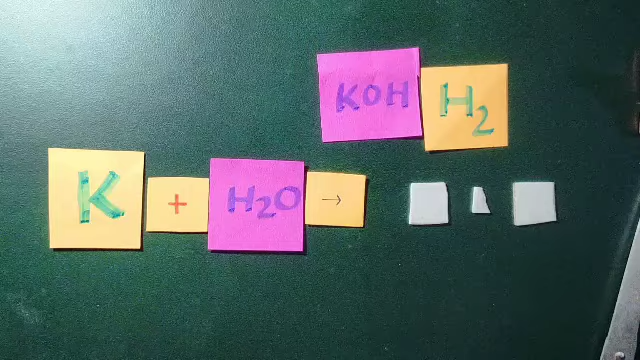 KOH H₂
K + H₂O →